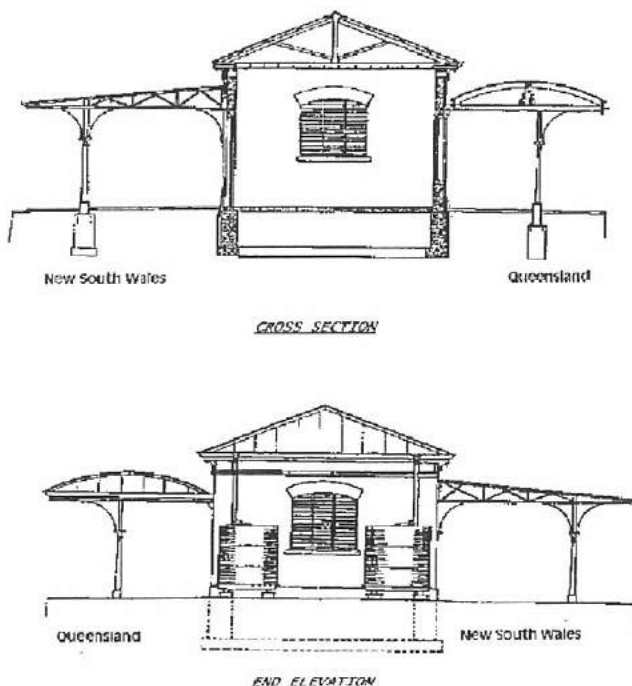 New South Wales
Queensland
CROSS SECTION
Queensland
New South Wales
END ELEVATION